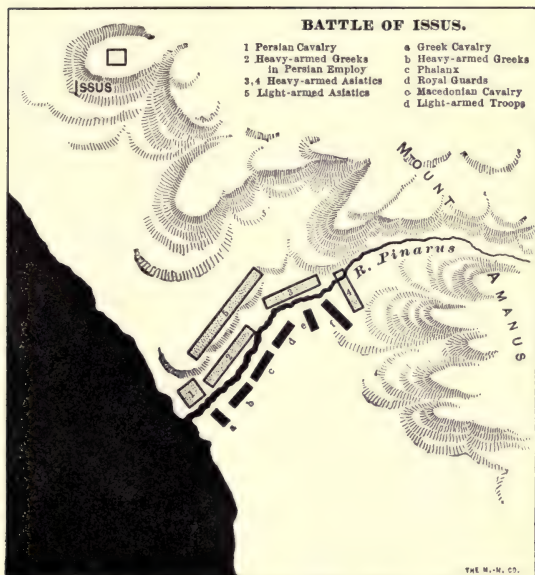 BATTLE OF ISSUS.
1 Persian Cavalry
2 Heavy-armed Greeks
in Persian Employ
3,4 Heavy-armed Asiatics
5 Light-armed Asiatics
a Greek Cavalry
b Heavy-armed Greeks
c Phalanx
d Royal Guards
e Macedonian Cavalry
d Light-armed Troops
ISSUS
MOUNT
AMANUS
R. Pinarus
5
3
4
2
1
a
b
c
d
e
f
THE M.-N. CO.